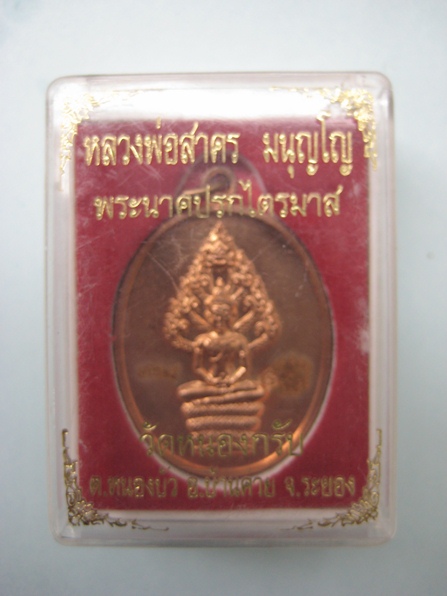 หลวงพ่อสาคร มนุญโญ
พระนาคปรกไตรมาส
วัดหนองกรับ
ต.หนองบัว อ.บ้านค่าย จ.ระยอง